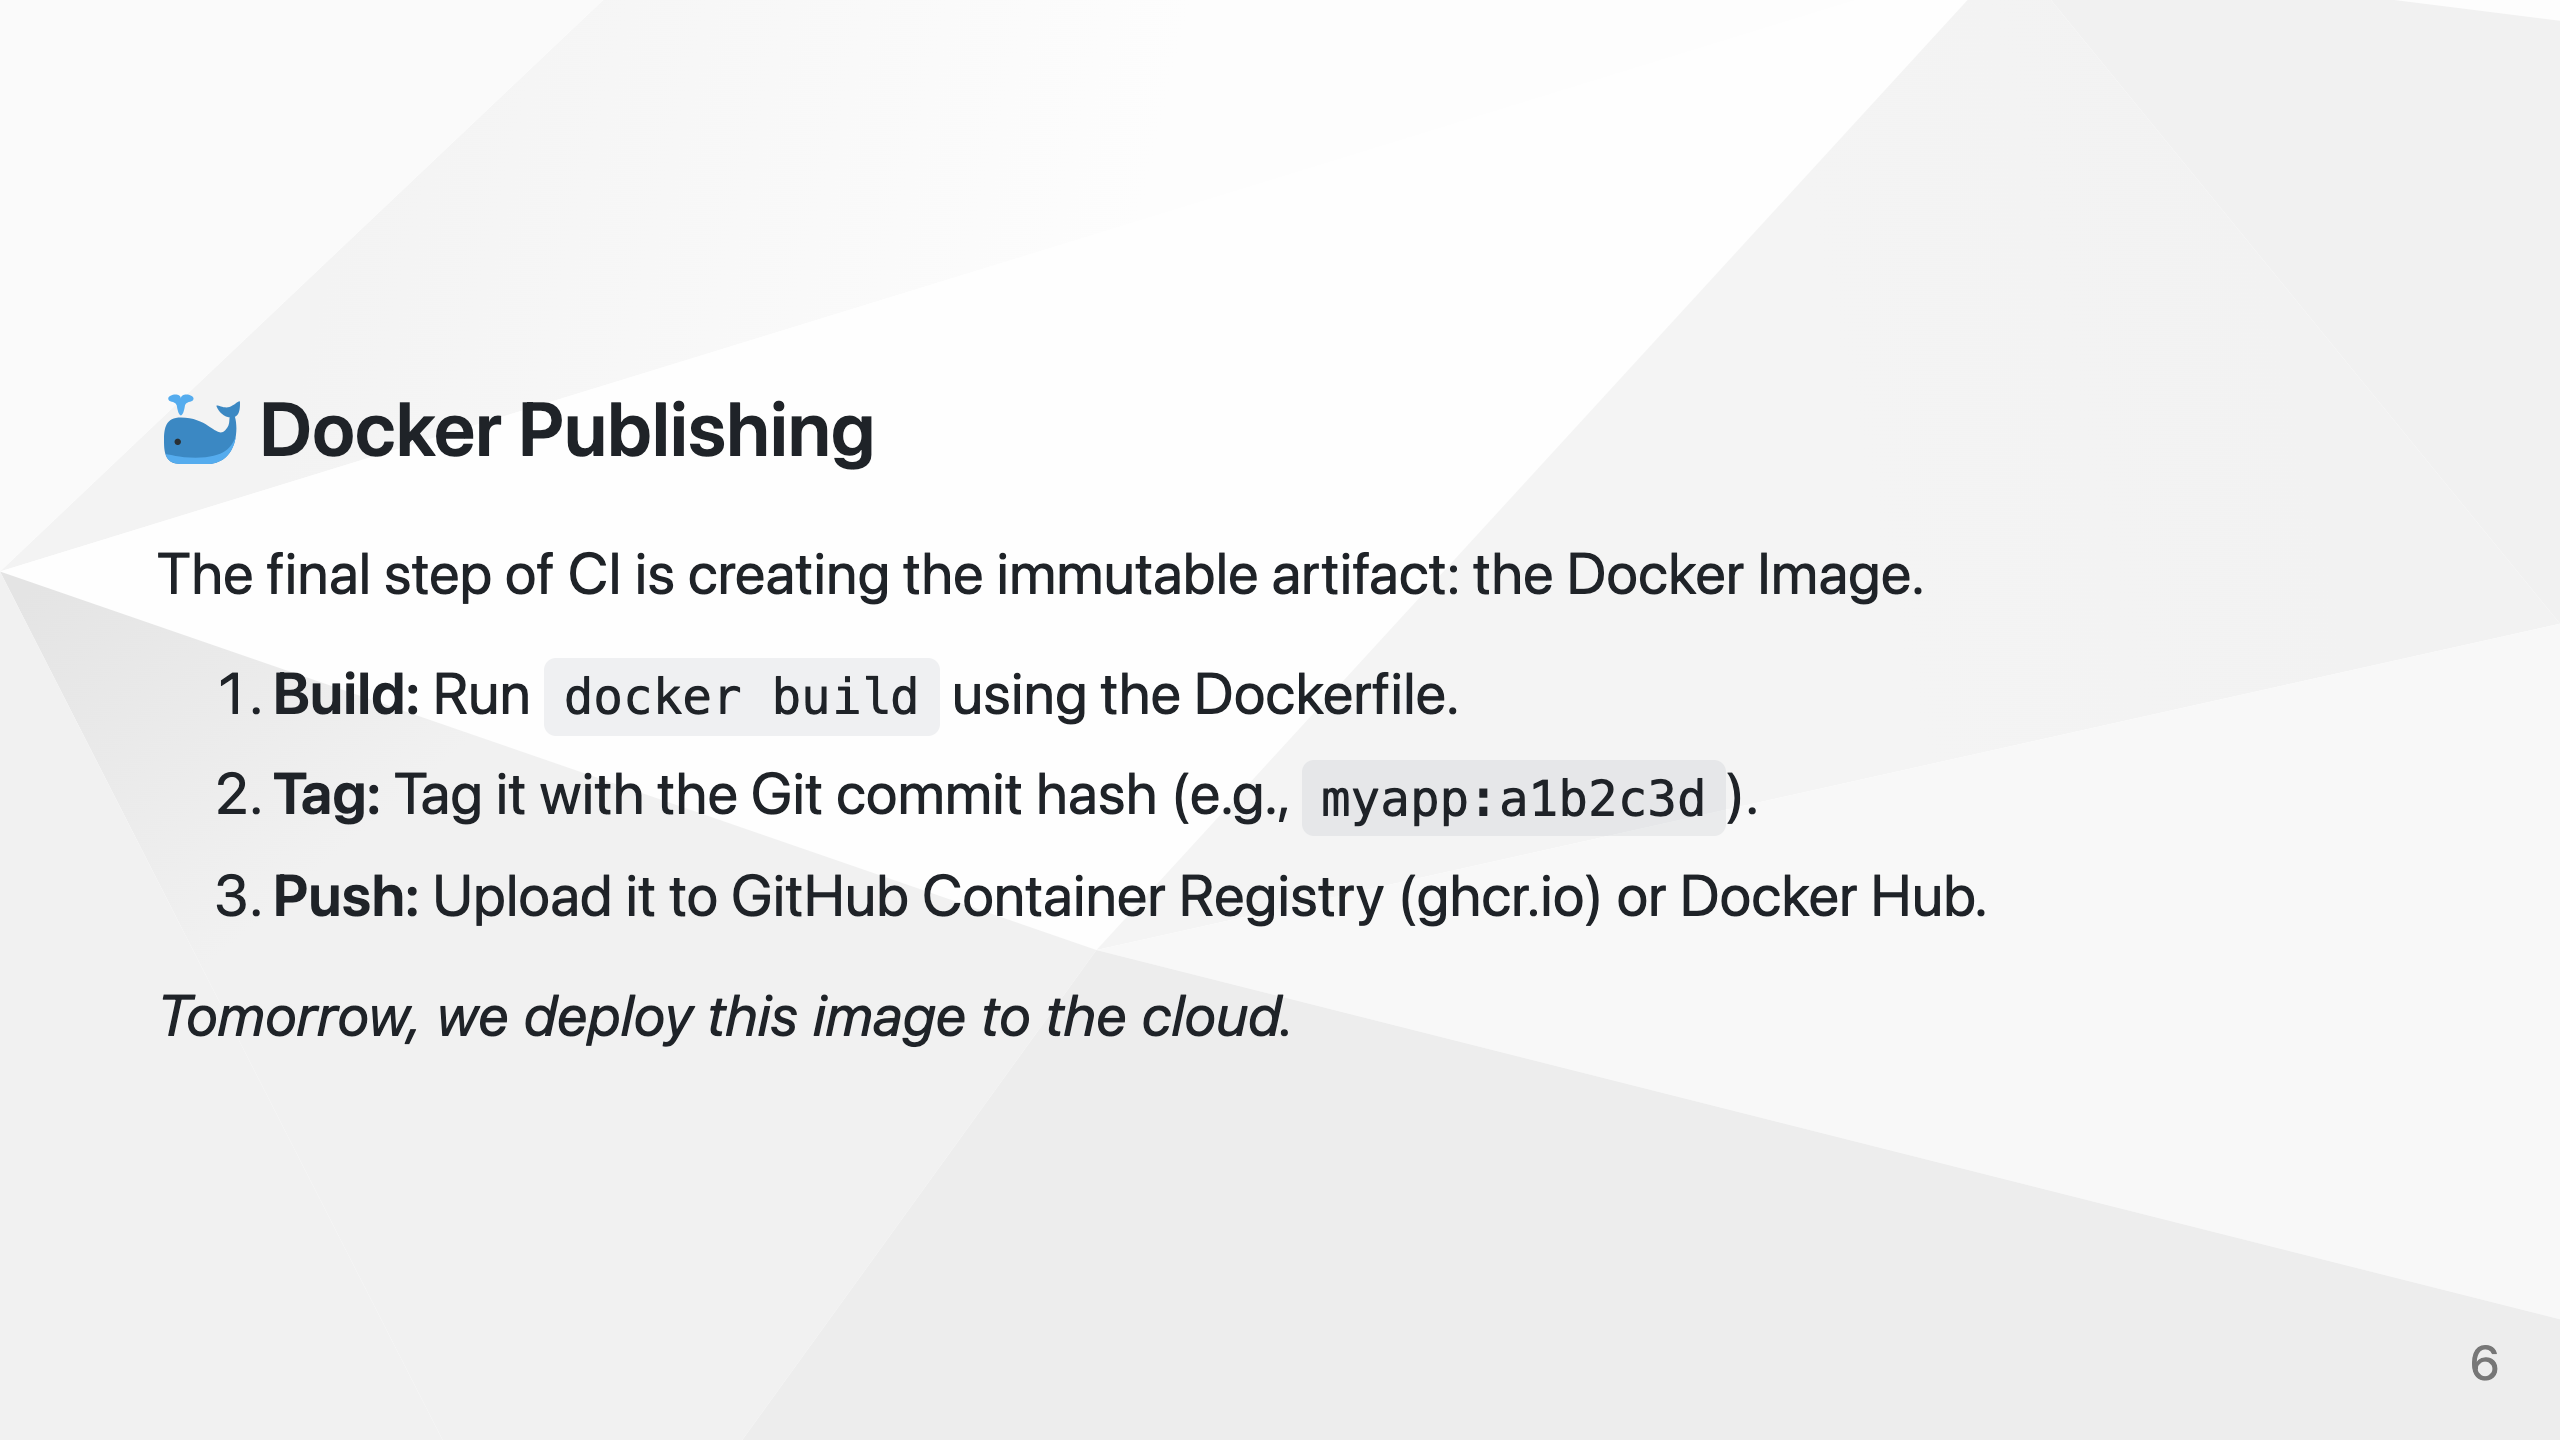 🐳 Docker Publishing
The final step of CI is creating the immutable artifact: the Docker Image.
1. Build: Run docker build using the Dockerfile.
2. Tag: Tag it with the Git commit hash (e.g., myapp:a1b2c3d ).
3. Push: Upload it to GitHub Container Registry (ghcr.io) or Docker Hub.
Tomorrow, we deploy this image to the cloud.
6